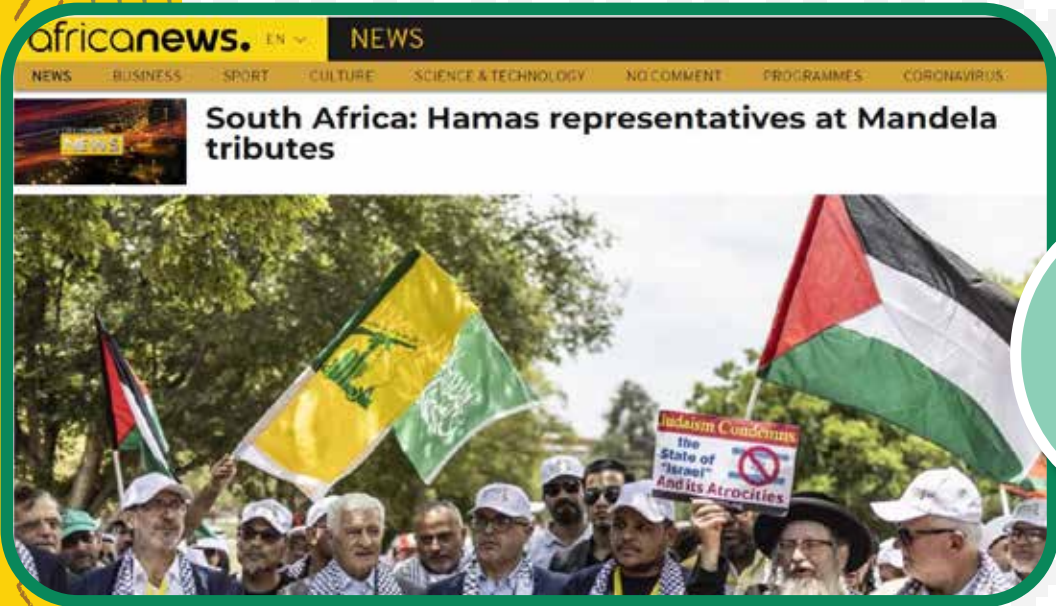 africanews. EN NEWS
NEWS BUSINESS SPORT CULTURE SCIENCE & TECHNOLOGY NO COMMENT PROGRAMMES CORONAVIRUS
NEWS
South Africa: Hamas representatives at Mandela
tributes
Judaism Condemns
the
State of
"Israel"
And its Atrocities